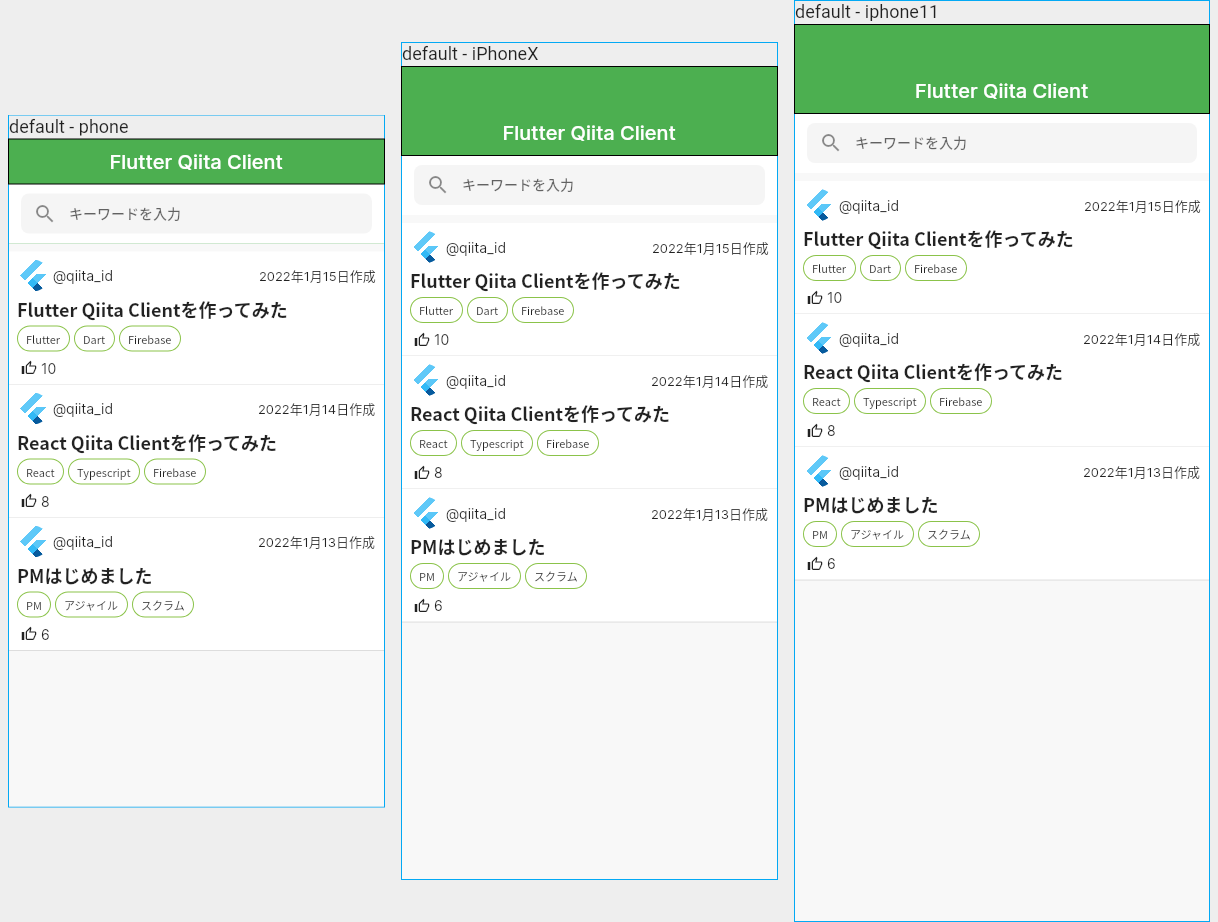 default - phone
Flutter Qiita Client
キーワードを入力
@qiita_id 2022年1月15日作成
Flutter Qiita Clientを作ってみた
Flutter Dart Firebase
10
@qiita_id 2022年1月14日作成
React Qiita Clientを作ってみた
React Typescript Firebase
8
@qiita_id 2022年1月13日作成
PMはじめました
PM アジャイル スクラム
6
default - iPhoneX
Flutter Qiita Client
キーワードを入力
@qiita_id 2022年1月15日作成
Flutter Qiita Clientを作ってみた
Flutter Dart Firebase
10
@qiita_id 2022年1月14日作成
React Qiita Clientを作ってみた
React Typescript Firebase
8
@qiita_id 2022年1月13日作成
PMはじめました
PM アジャイル スクラム
6
default - iphone11
Flutter Qiita Client
キーワードを入力
@qiita_id 2022年1月15日作成
Flutter Qiita Clientを作ってみた
Flutter Dart Firebase
10
@qiita_id 2022年1月14日作成
React Qiita Clientを作ってみた
React Typescript Firebase
8
@qiita_id 2022年1月13日作成
PMはじめました
PM アジャイル スクラム
6